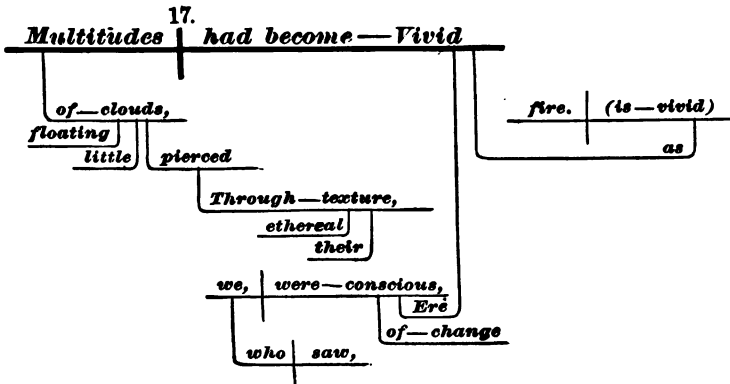 17.
Multitudes had become—Vivid
of—clouds,
fire. (is—vivid)
floating
little
as
pierced
Through—texture,
ethereal
their
we, were—conscious,
Ere
of—change
who saw,